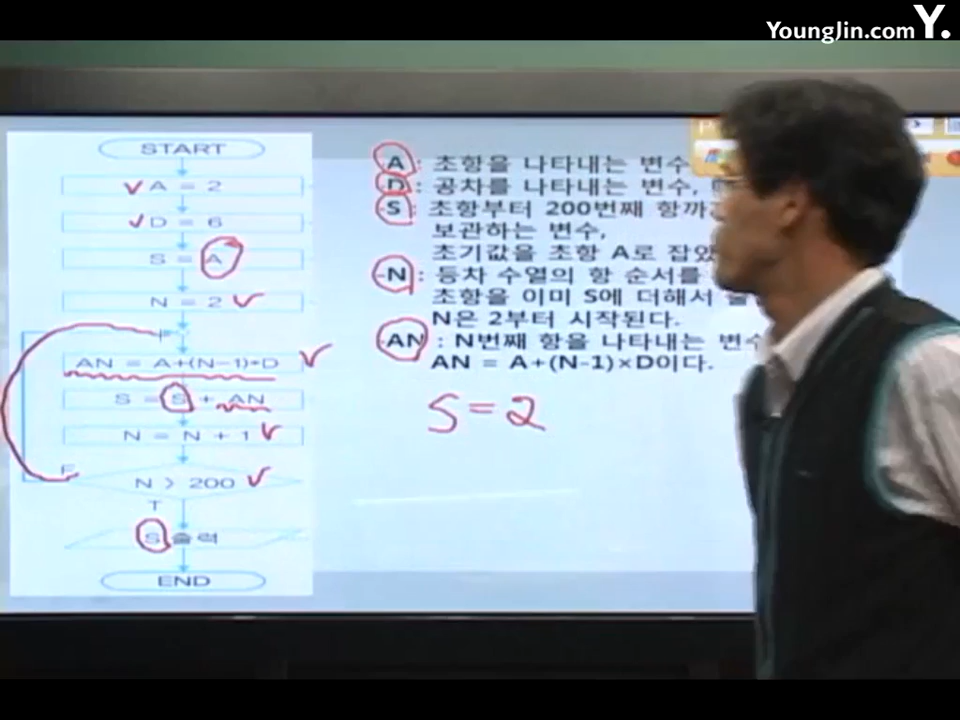 YoungJin.com Y.
START
A = 2
D = 6
S = A
N = 2
AN = A+(N-1)*D
S = S + AN
N = N + 1
F
N > 200
T
S 출력
END
A : 초항을 나타내는 변수
D : 공차를 나타내는 변수,
S : 초항부터 200번째 항까
보관하는 변수,
초기값을 초항 A로 잡았
N : 등차 수열의 항 순서를
초항을 이미 S에 더해서
N은 2부터 시작된다.
AN : N번째 항을 나타내는 변수
AN = A+(N-1)×D이다.
S=2